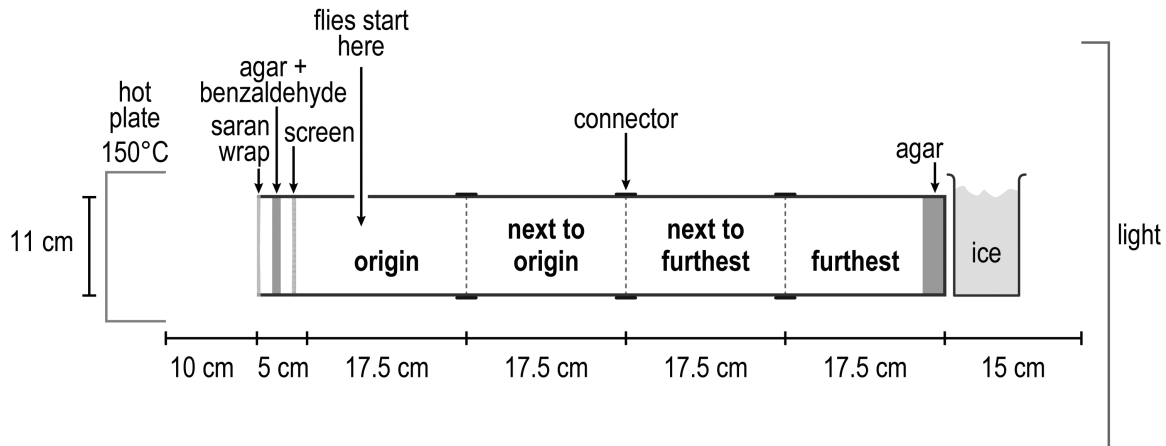 flies start
here
agar +
benzaldehyde
hot
plate
150°C
saran
wrap
screen
connector
agar
11 cm
origin
next to
origin
next to
furthest
furthest
ice
light
10 cm
5 cm
17.5 cm
17.5 cm
17.5 cm
17.5 cm
15 cm